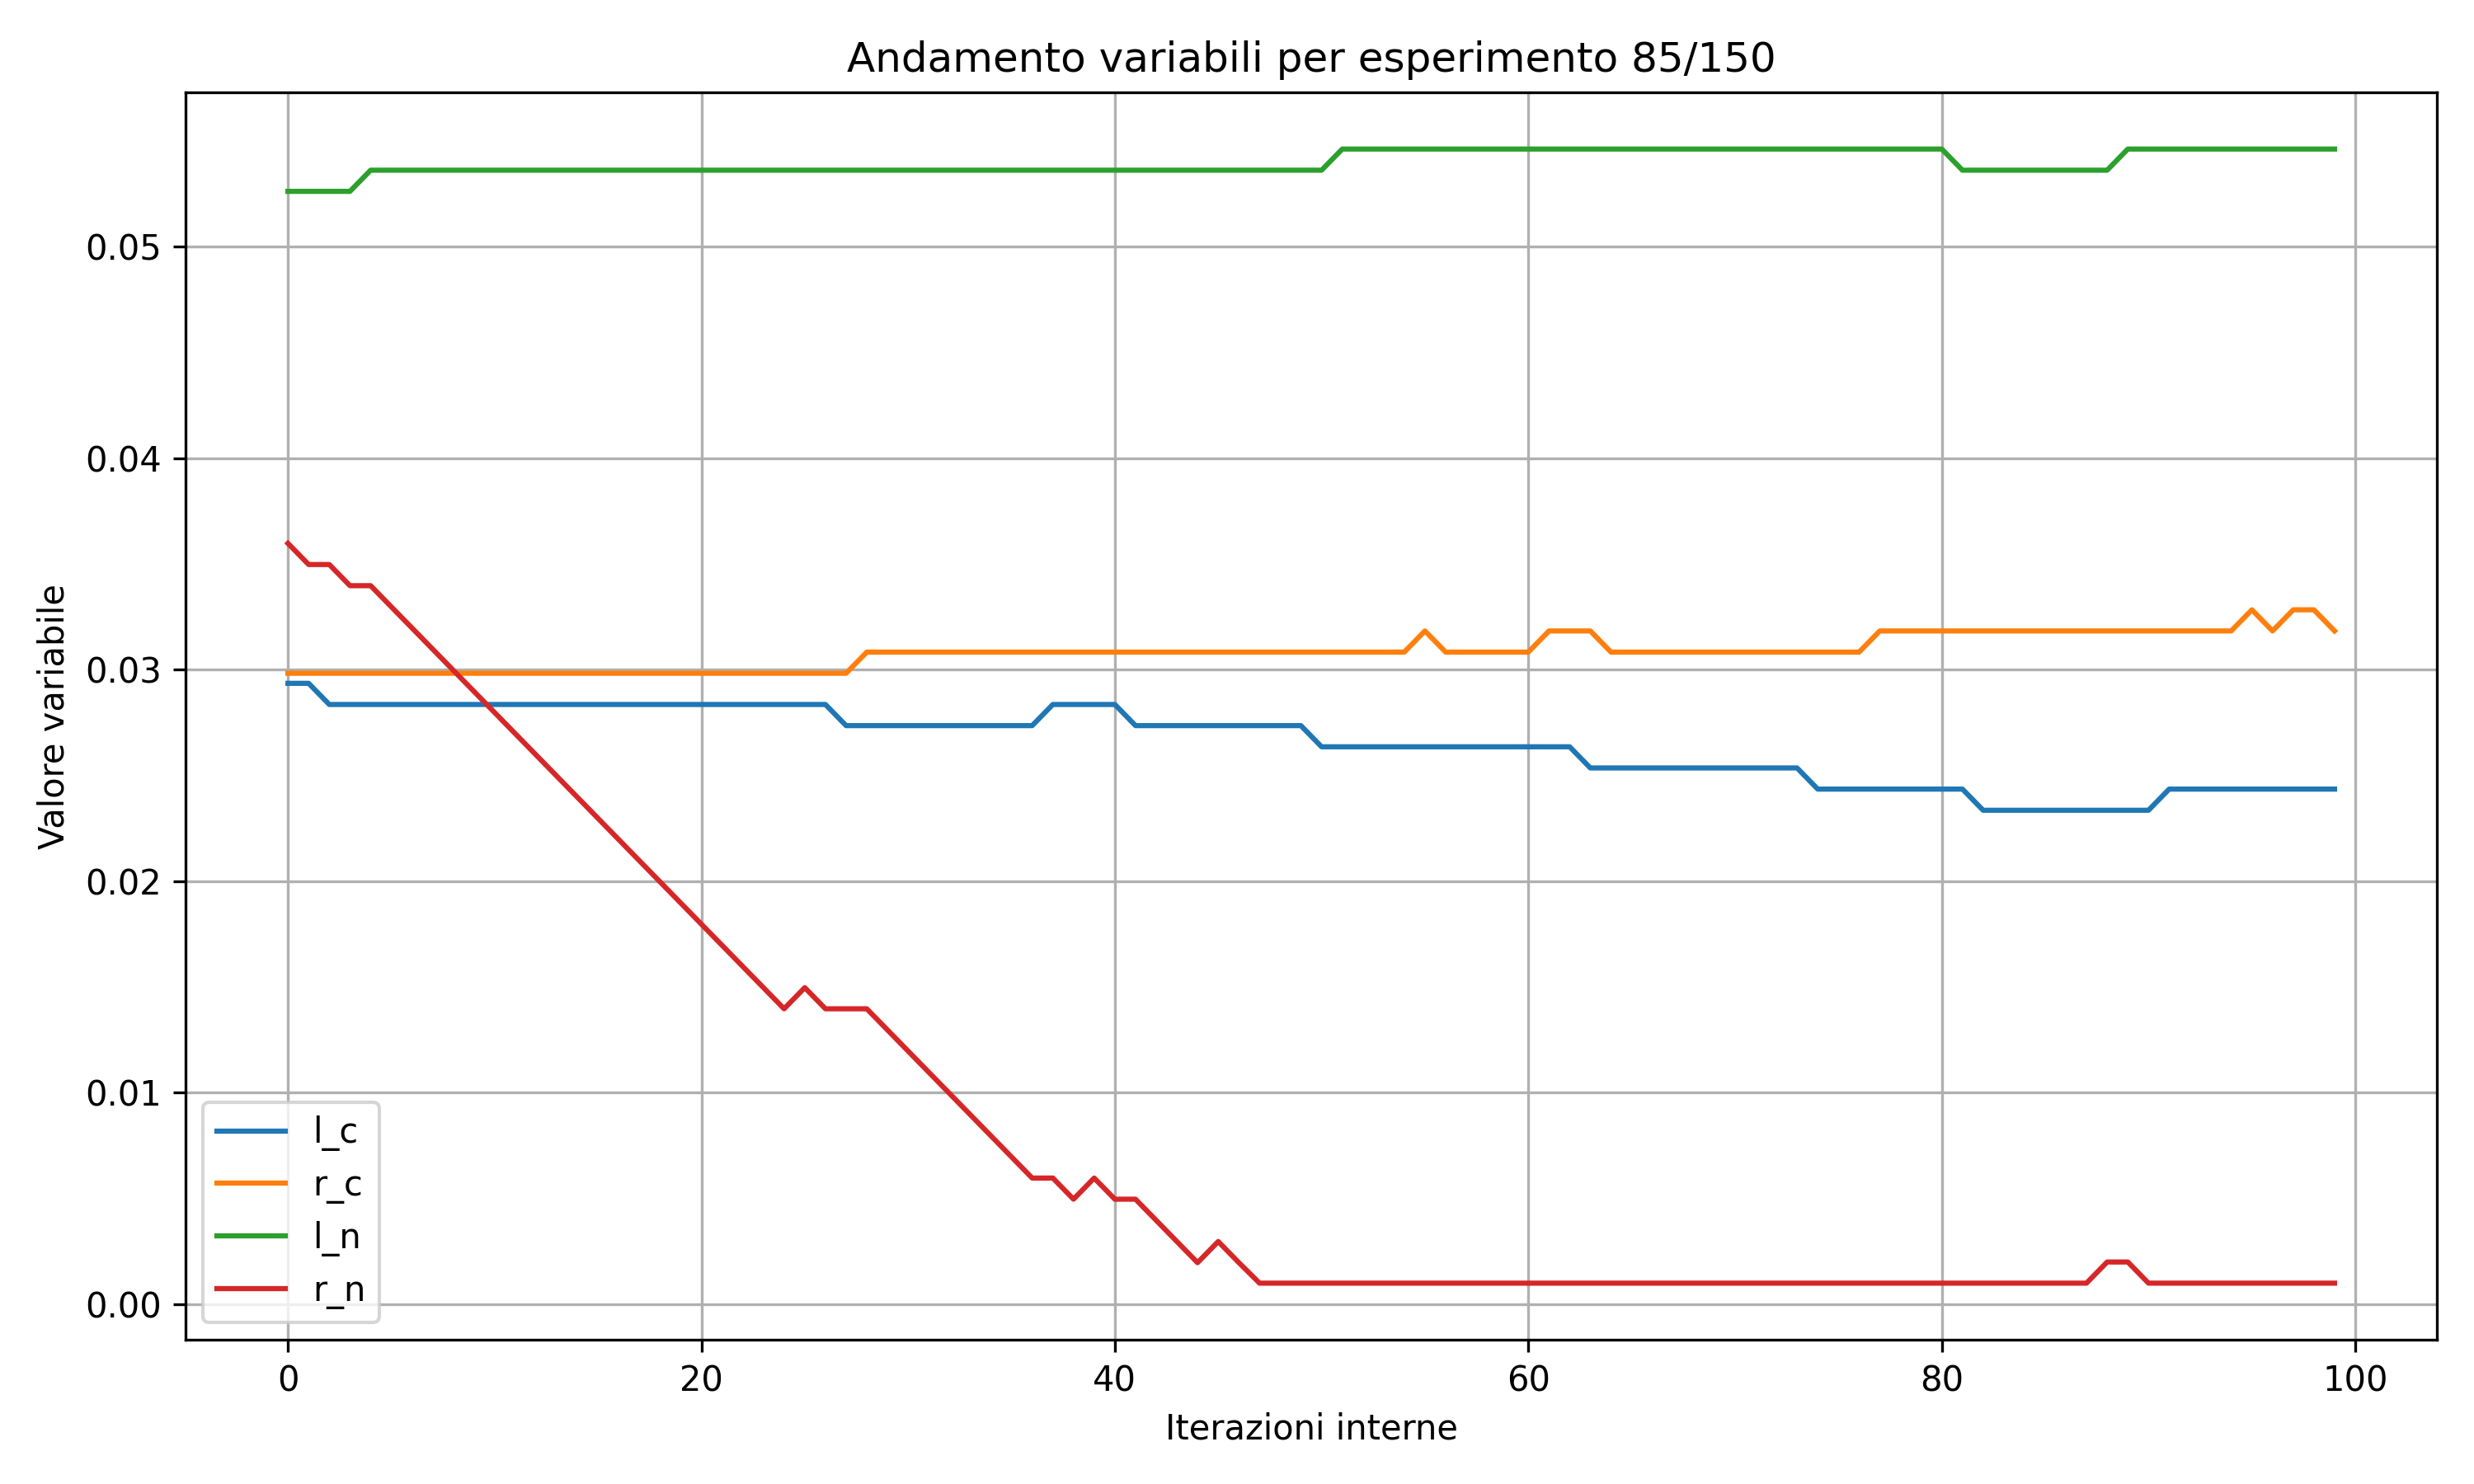 Andamento variabili per esperimento 85/150
Valore variabile
0.05
0.04
0.03
0.02
0.01
0.00
l_c
r_c
l_n
r_n
0 20 40 60 80 100
Iterazioni interne